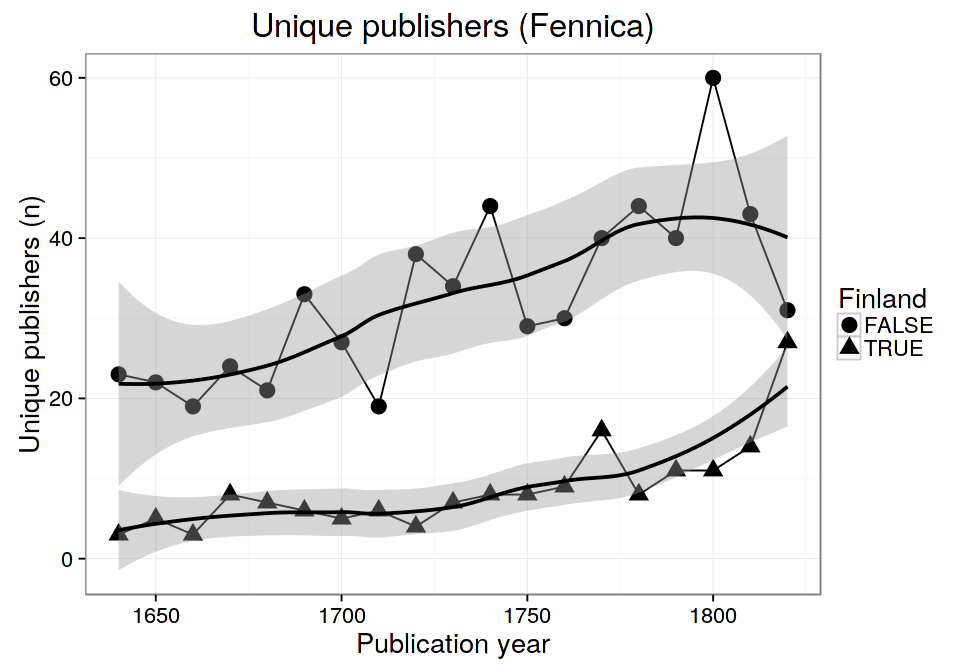 Unique publishers (Fennica)
Unique publishers (n)
60
40
20
0
1650
1700
1750
1800
Publication year
Finland
FALSE
TRUE